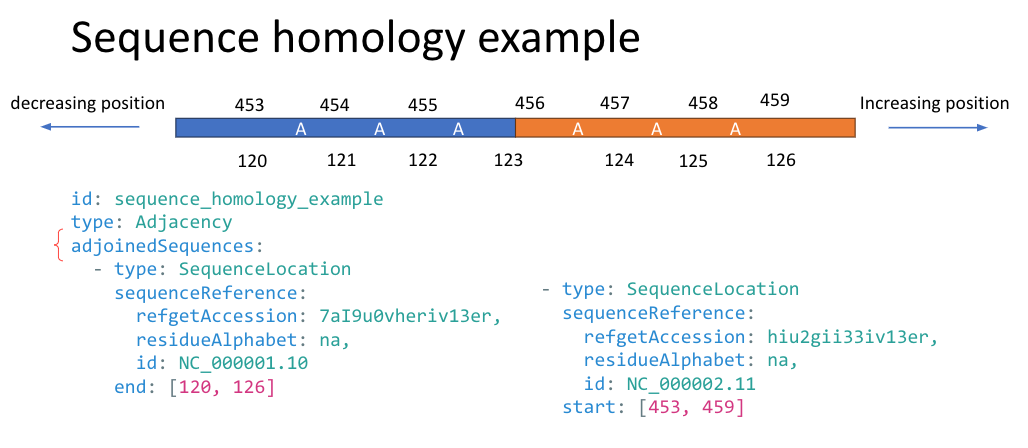 Sequence homology example
decreasing position
453 454 455 456 457 458 459
Increasing position
A A A A A A
120 121 122 123 124 125 126
id: sequence_homology_example
type: Adjacency
{ adjoinedSequences:
- type: SequenceLocation
sequenceReference:
refgetAccession: 7aI9u0vheriv13er,
residueAlphabet: na,
id: NC_000001.10
end: [120, 126]
- type: SequenceLocation
sequenceReference:
refgetAccession: hiu2gii33iv13er,
residueAlphabet: na,
id: NC_000002.11
start: [453, 459]